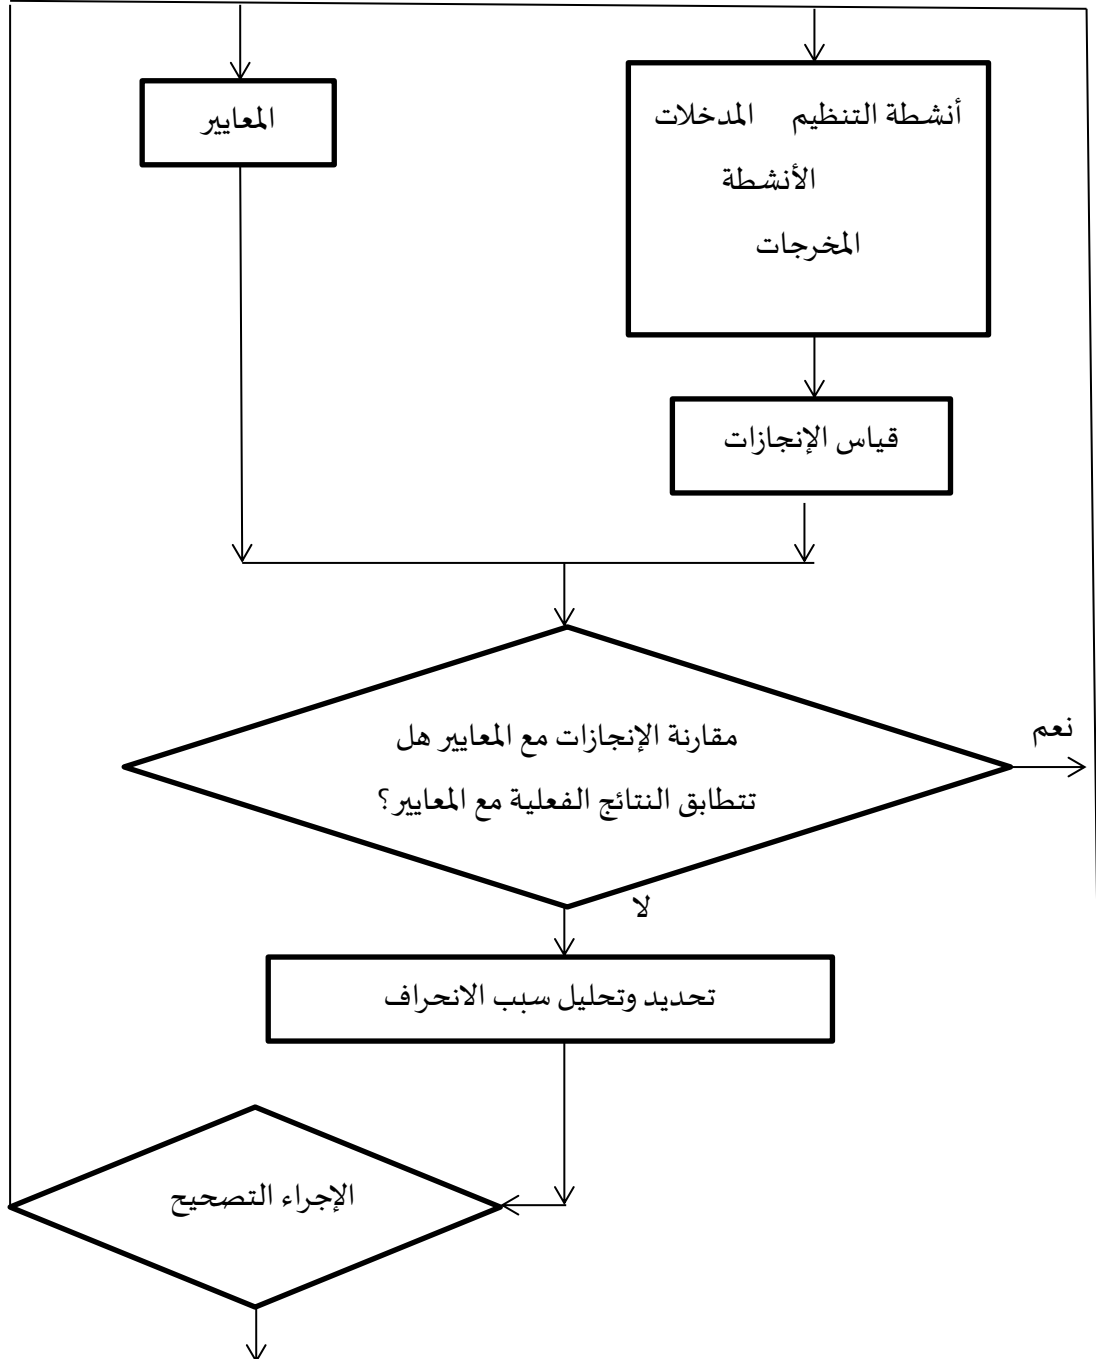 أنشطة التنظيم المدخلات
الأنشطة
المخرجات
المعايير
قياس الإنجازات
مقارنة الإنجازات مع المعايير هل
تتطابق النتائج الفعلية مع المعايير؟
نعم
لا
تحديد وتحليل سبب الانحراف
الإجراء التصحيح